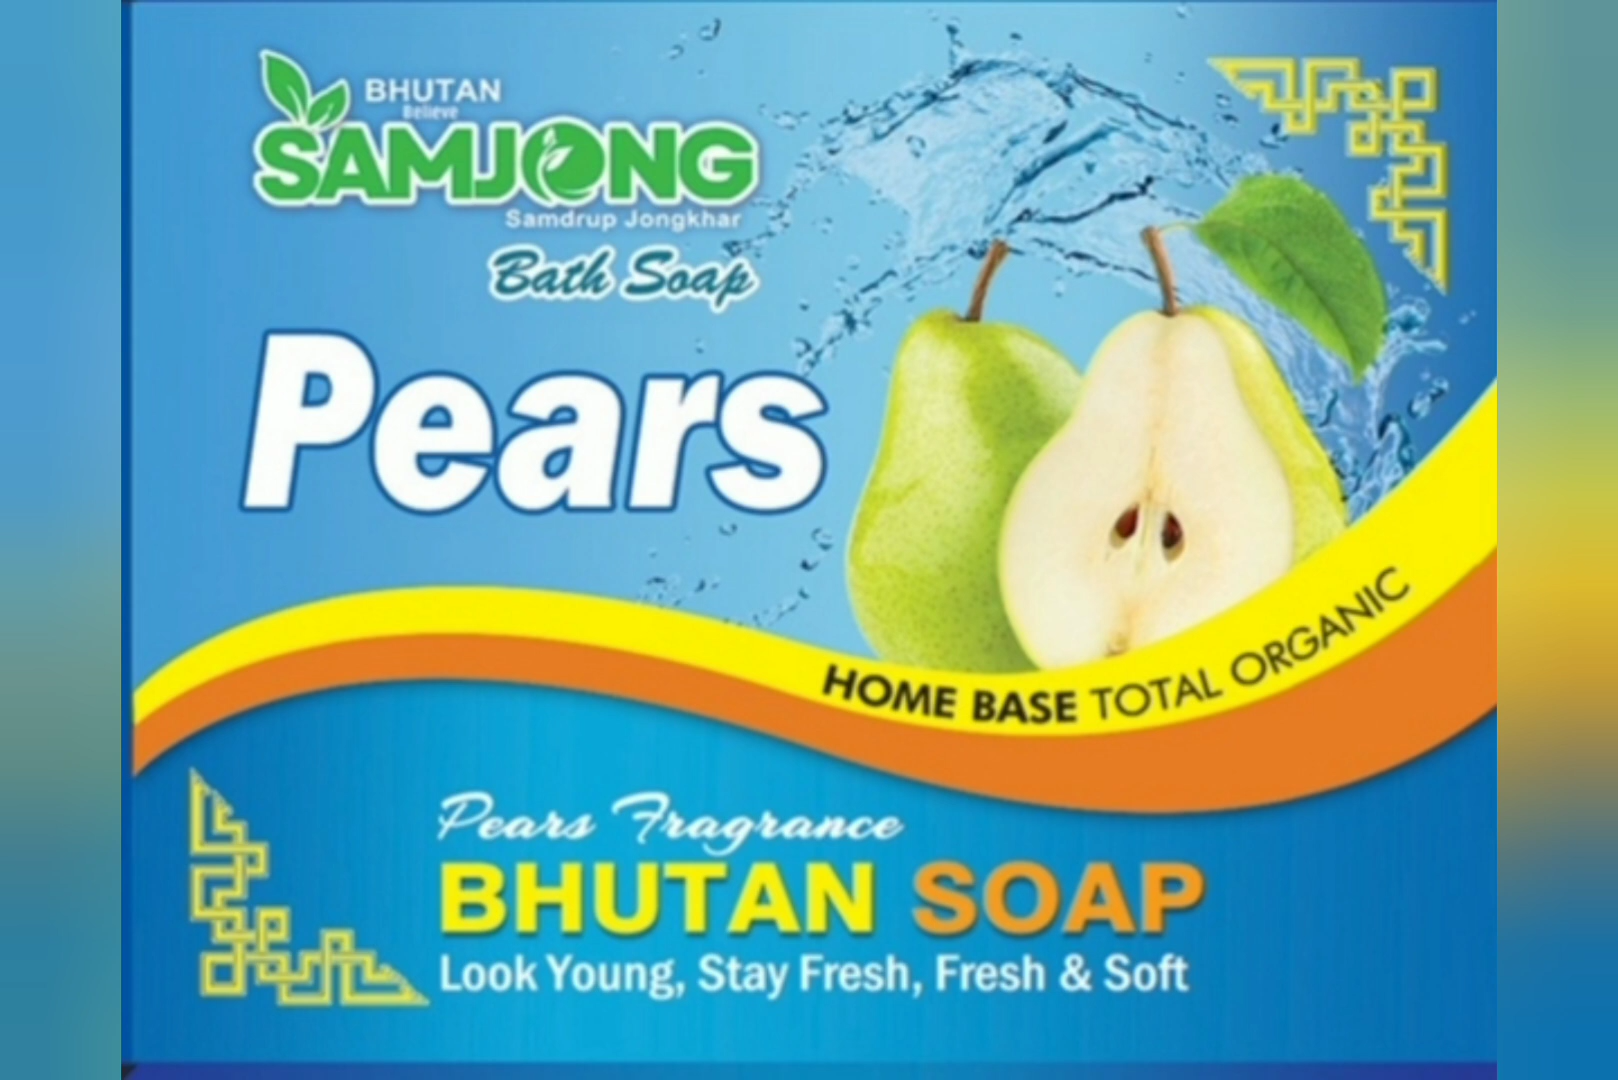 BHUTAN
Believe
SAMJONG
Samdrup Jongkhar
Bath Soap
Pears
HOME BASE TOTAL ORGANIC
Pears Fragrance
BHUTAN SOAP
Look Young, Stay Fresh, Fresh & Soft